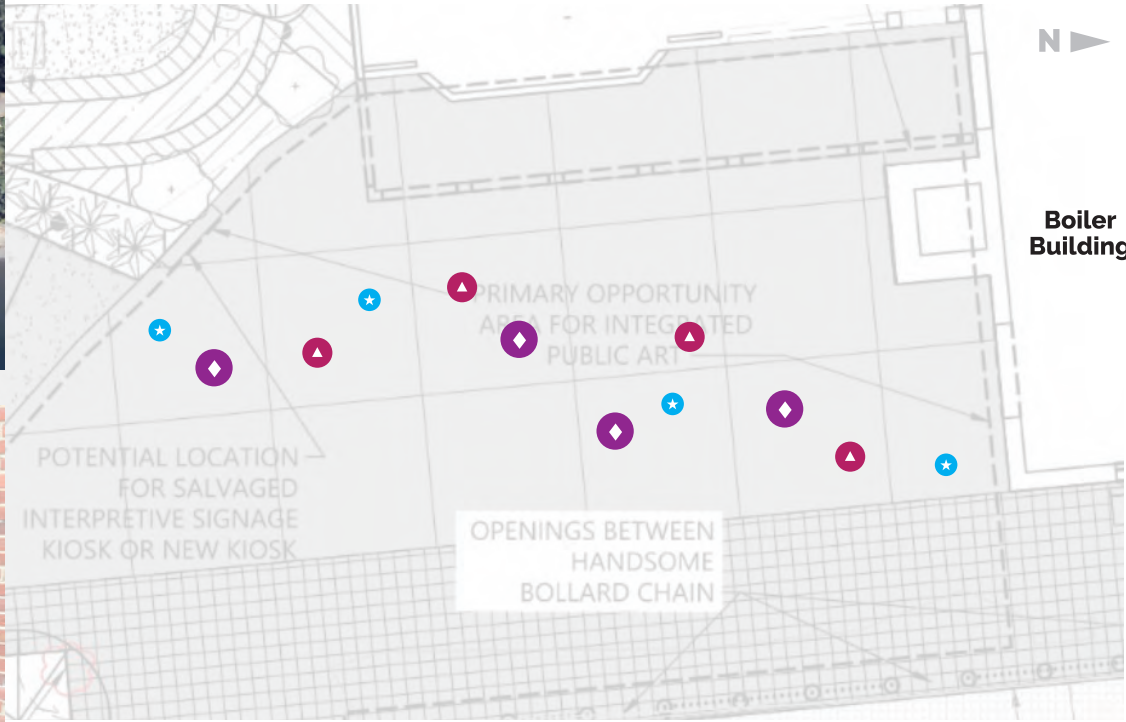 N
Boiler
Building
PRIMARY OPPORTUNITY
AREA FOR INTEGRATED
PUBLIC ART
POTENTIAL LOCATION
FOR SALVAGED
INTERPRETIVE SIGNAGE
KIOSK OR NEW KIOSK
OPENINGS BETWEEN
HANDSOME
BOLLARD CHAIN